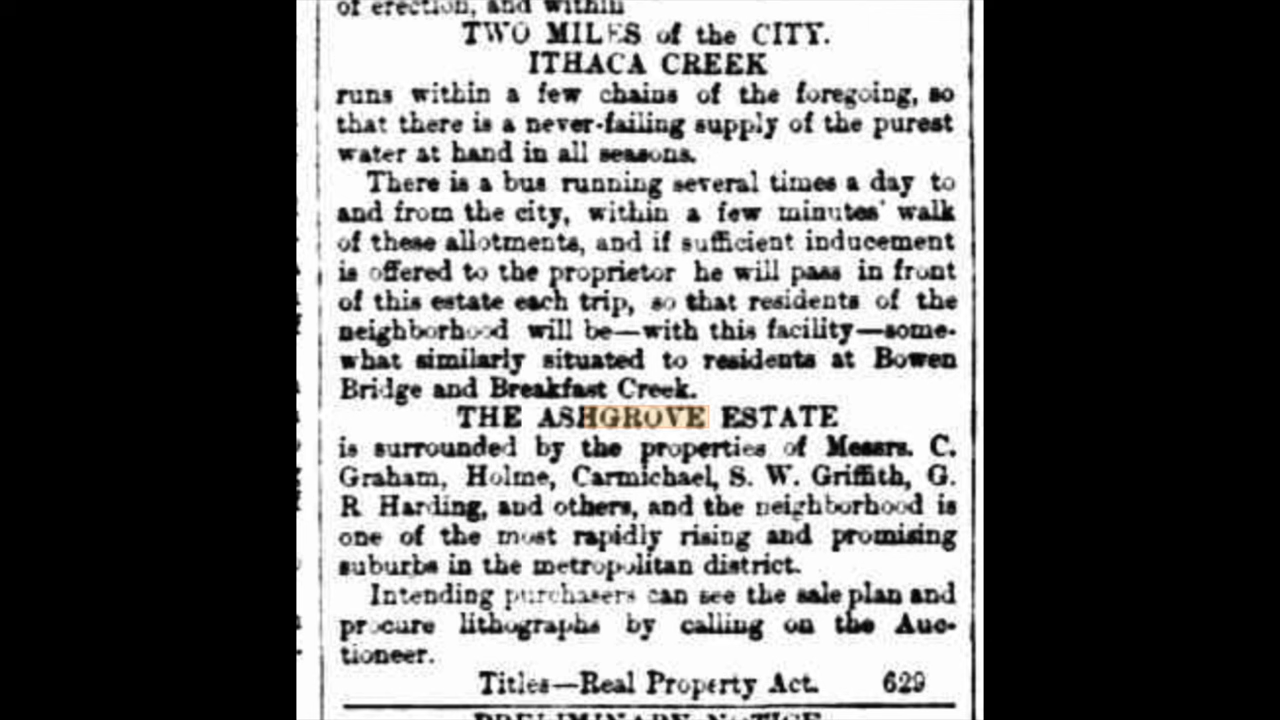 of erection, and within
TWO MILES of the CITY.
ITHACA CREEK
runs within a few chains of the foregoing, so
that there is a never-failing supply of the purest
water at hand in all seasons.
There is a bus running several times a day to
and from the city, within a few minutes' walk
of these allotments, and if sufficient inducement
is offered to the proprietor he will pass in front
of this estate each trip, so that residents of the
neighborhood will be—with this facility—some-
what similarly situated to residents at Bowen
Bridge and Breakfast Creek.
THE ASHGROVE ESTATE
is surrounded by the properties of Messrs. C.
Graham, Holme, Carmichael, S. W. Griffith, G.
R Harding, and others, and the neighborhood is
one of the most rapidly rising and promising
suburbs in the metropolitan district.
Intending purchasers can see the sale plan and
procure lithographs by calling on the Auc-
tioneer.
Titles—Real Property Act. 629
PRELIMINARY NOTICE